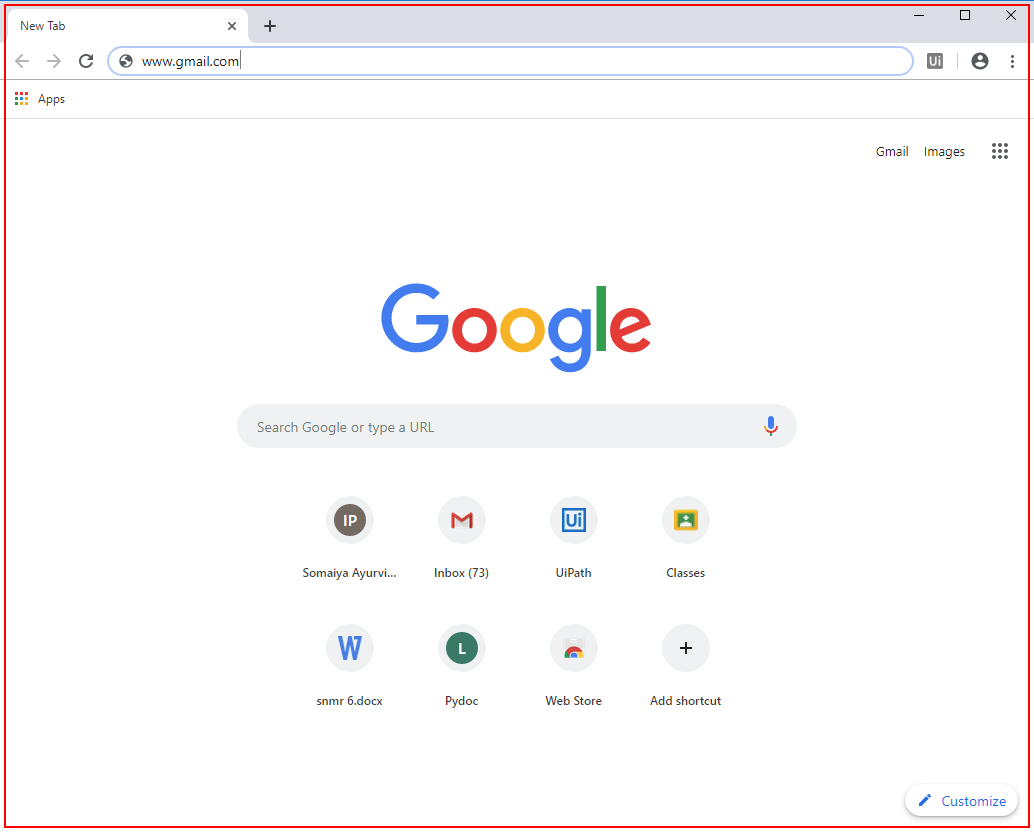 New Tab
www.gmail.com
Ui
Apps
Gmail Images
Google
Search Google or type a URL
IP Ui
Somaiya Ayurvi... Inbox (73) UiPath Classes
W L
snmr 6.docx Pydoc Web Store Add shortcut
Customize